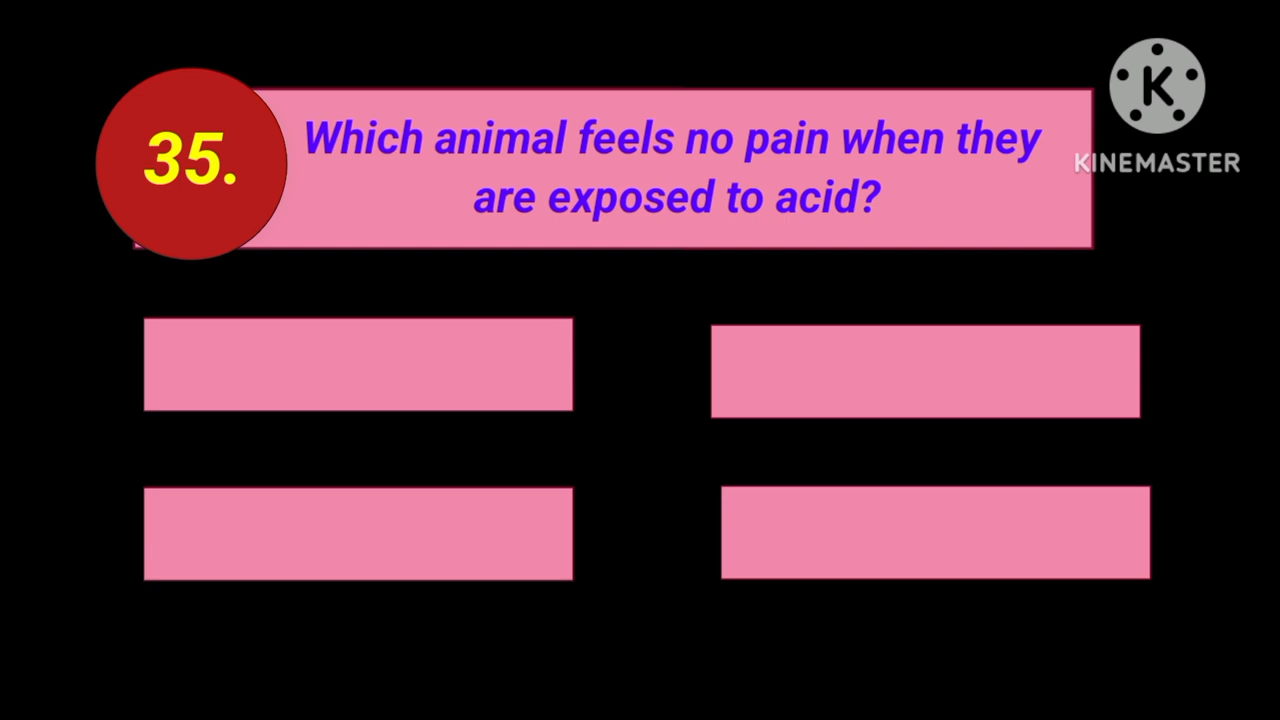 35.
Which animal feels no pain when they
are exposed to acid?
K
KINEMASTER